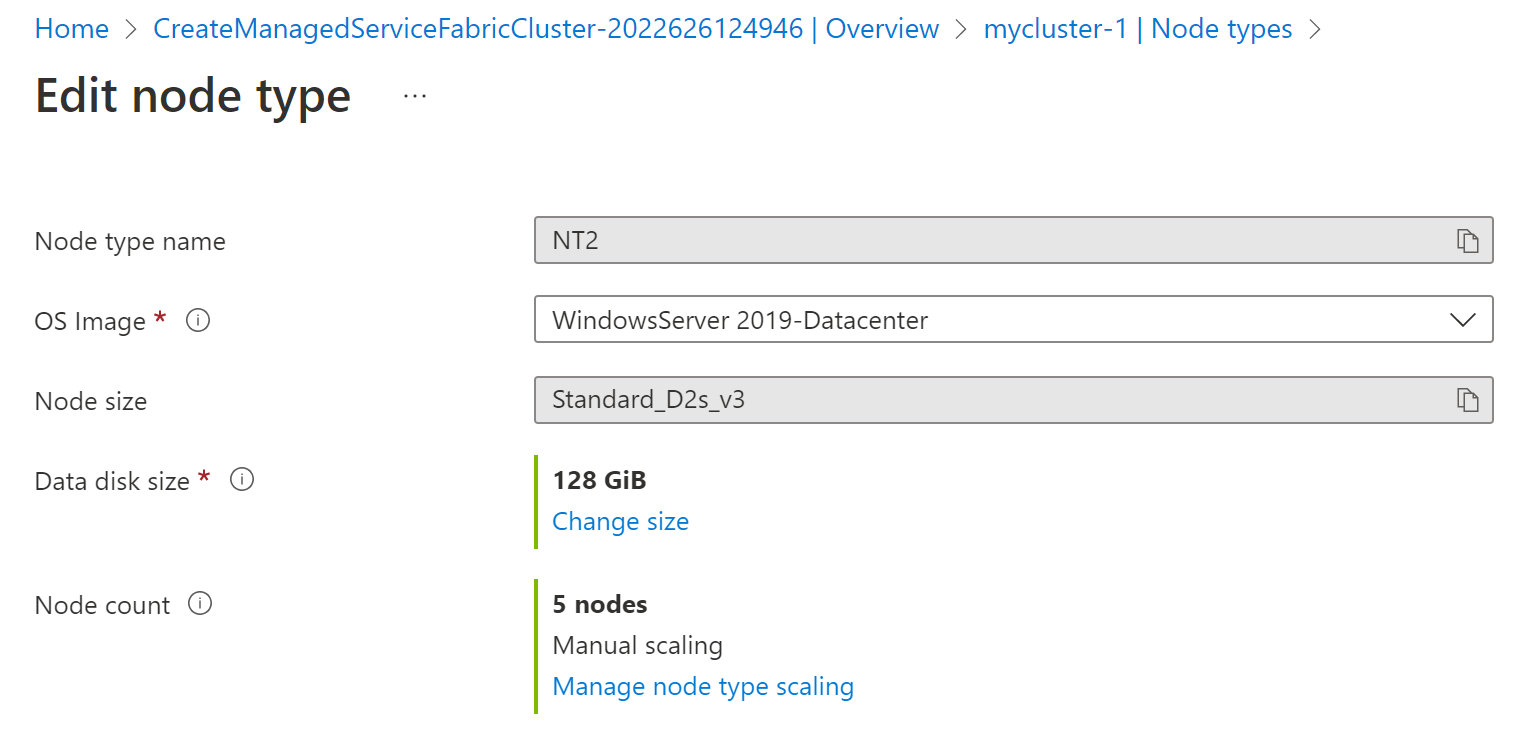 Home > CreateManagedServiceFabricCluster-2022626124946 | Overview > mycluster-1 | Node types >
Edit node type ...
Node type name NT2
OS Image * WindowsServer 2019-Datacenter
Node size Standard_D2s_v3
Data disk size * 128 GiB
Change size
Node count 5 nodes
Manual scaling
Manage node type scaling